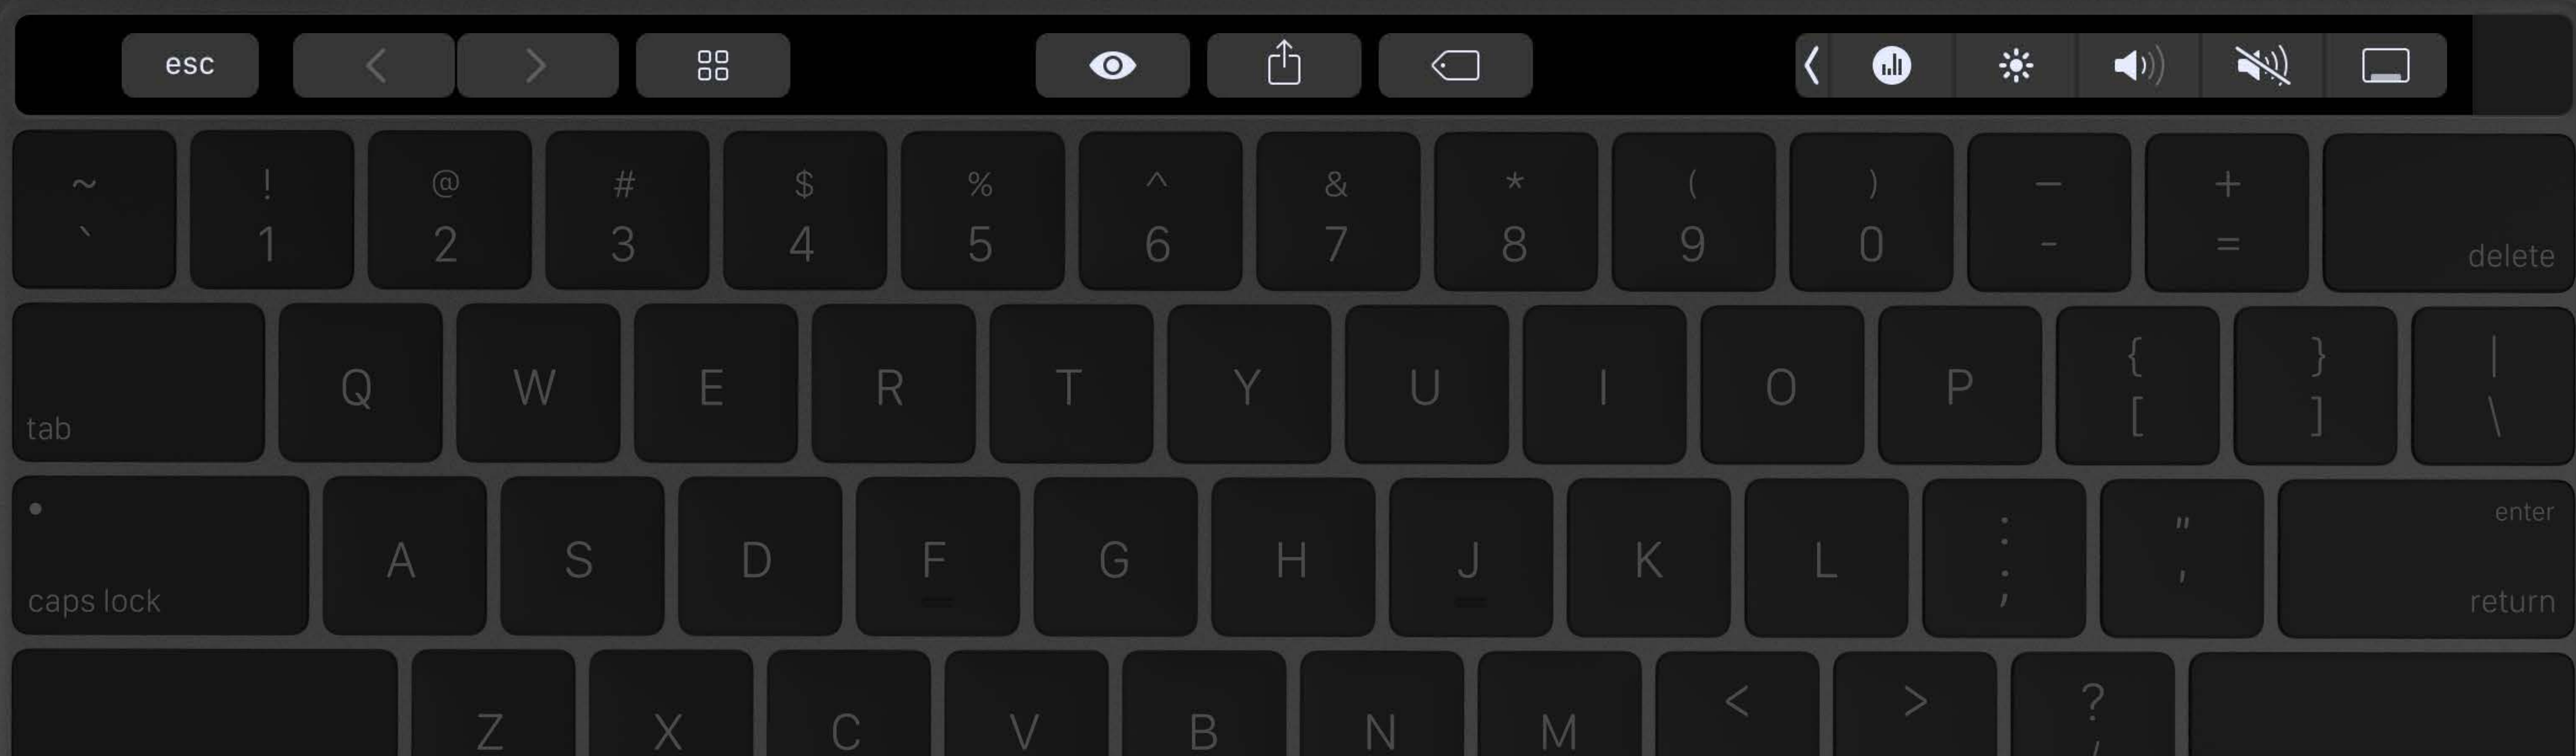 esc
~ ! @ # $ % ^ & * ( ) — +
` 1 2 3 4 5 6 7 8 9 0 - = delete
tab Q W E R T Y U I O P { [ } ] | \
caps lock A S D F G H J K L : ; " ' enter return
Z X C V B N M < > ? /